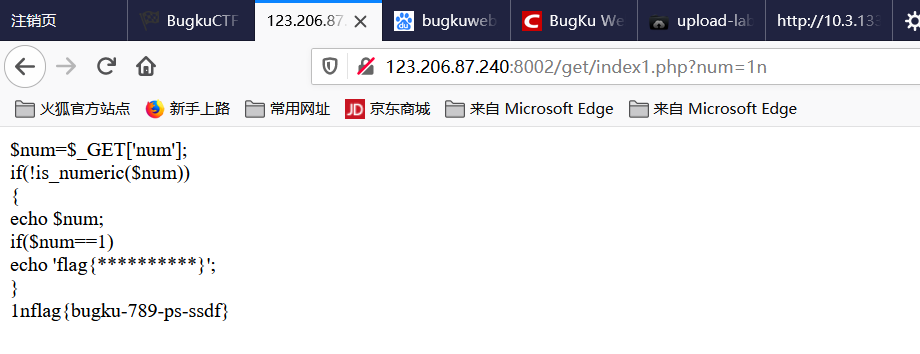 注销页
BugkuCTF
123.206.87.
bugkuweb
BugKu We
upload-lab
http://10.3.133
123.206.87.240:8002/get/index1.php?num=1n
火狐官方站点
新手上路
常用网址
JD
京东商城
来自 Microsoft Edge
来自 Microsoft Edge
$num=$_GET['num'];
if(!is_numeric($num))
{
echo $num;
if($num==1)
echo 'flag{**********}';
}
1nflag{bugku-789-ps-ssdf}